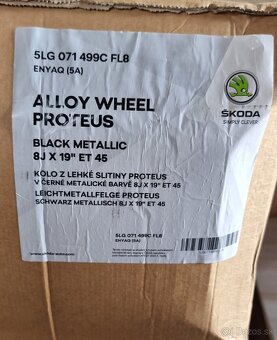 5LG 071 499C FL8
ENYAQ (5A)
ALLOY WHEEL
PROTEUS
ŠKODA
SIMPLY CLEVER
BLACK METALLIC
8J X 19" ET 45
KOLO Z LEHKÉ SLITINY PROTEUS
V ČERNÉ METALICKÉ BARVĚ 8J X 19" ET 45
LEICHTMETALLFELGE PROTEUS
SCHWARZ METALLISCH 8J X 19" ET 45
5LG 071 499C FL8
ENYAQ (5A)